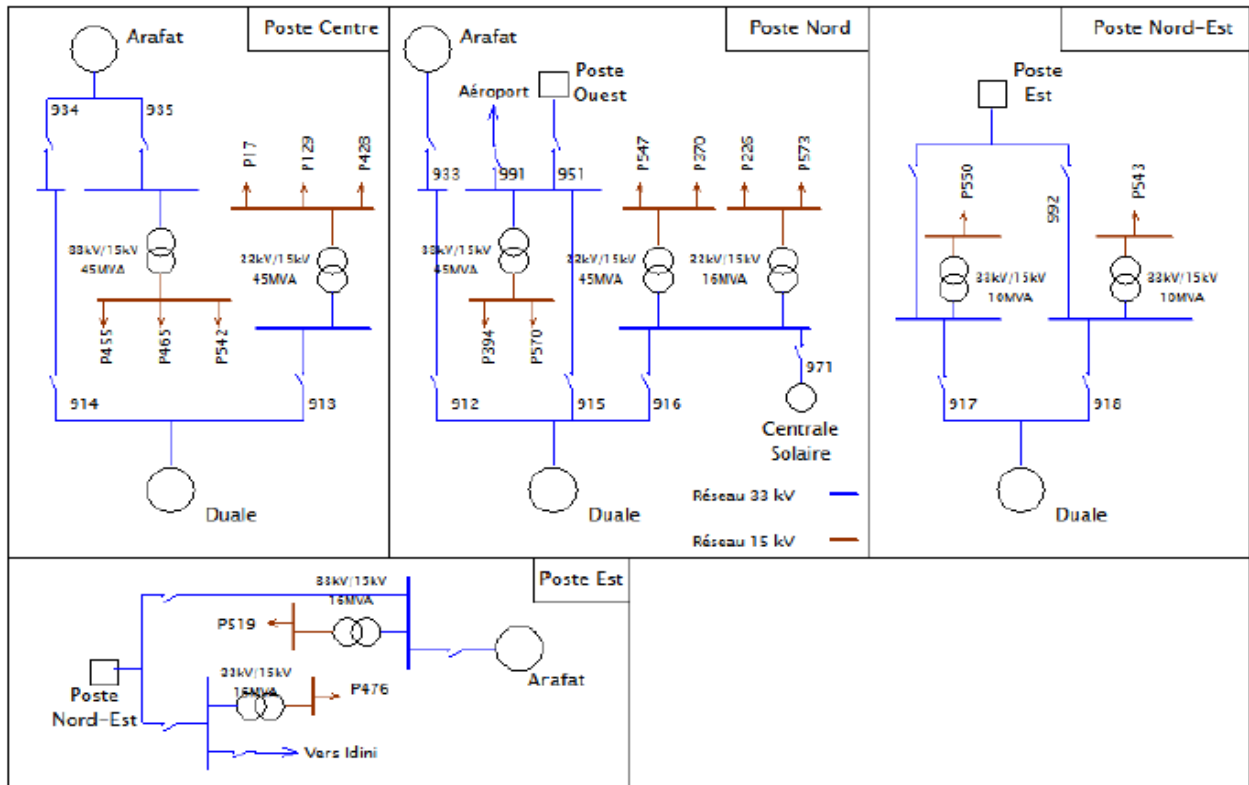 Poste Centre
Arafat
934
935
P17
P129
P428
33kV/15kV
45MVA
33kV/15kV
45MVA
P455
P465
P542
914
913
Duale
Poste Nord
Arafat
Poste
Ouest
Aéroport
933
991
951
P547
P370
P226
P573
33kV/15kV
45MVA
33kV/15kV
45MVA
33kV/15kV
16MVA
P394
P570
912
915
916
971
Centrale
Solaire
Duale
Réseau 33 kV
Réseau 15 kV
Poste Nord-Est
Poste
Est
P550
992
P543
33kV/15kV
10MVA
33kV/15kV
10MVA
917
918
Duale
Poste Est
33kV/15kV
16MVA
P519
Arafat
33kV/15kV
16MVA
P476
Poste
Nord-Est
Vers Idini